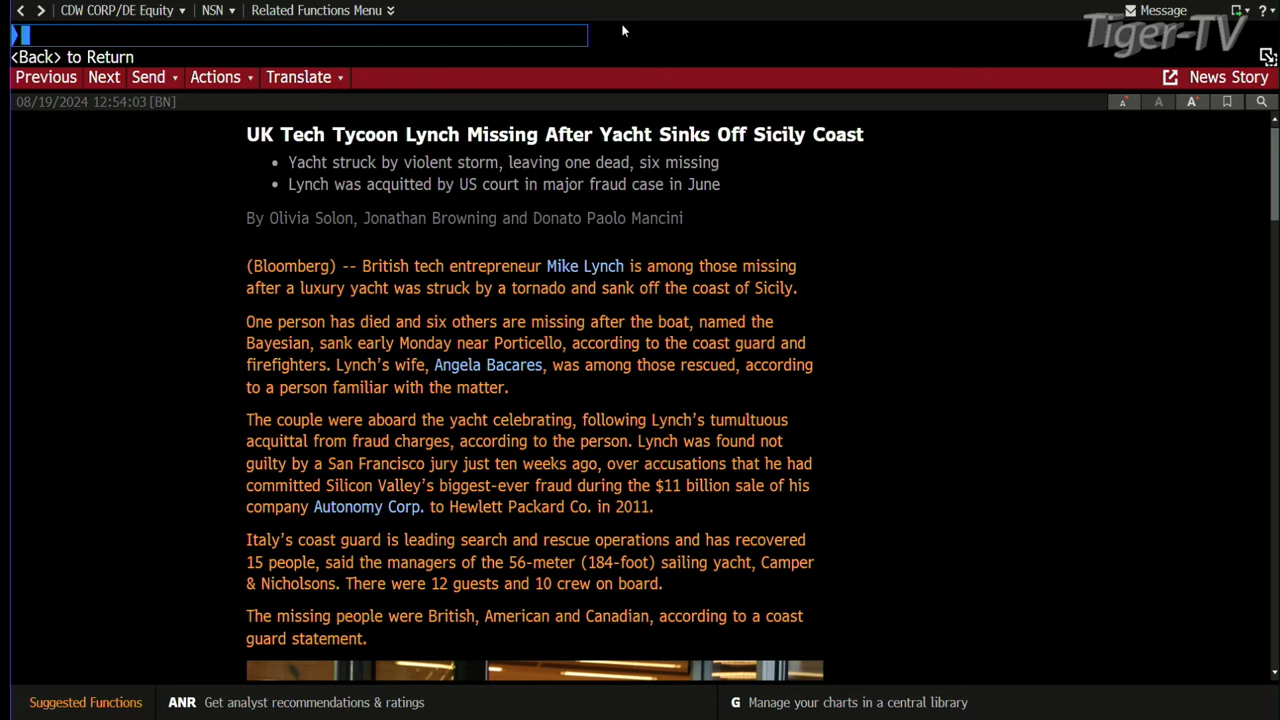 CDW CORP/DE Equity NSN Related Functions Menu Message ?
Tiger-TV
<Back> to Return
Previous Next Send Actions Translate News Story
08/19/2024 12:54:03 [BN] A A A
UK Tech Tycoon Lynch Missing After Yacht Sinks Off Sicily Coast
• Yacht struck by violent storm, leaving one dead, six missing
• Lynch was acquitted by US court in major fraud case in June
By Olivia Solon, Jonathan Browning and Donato Paolo Mancini
(Bloomberg) -- British tech entrepreneur Mike Lynch is among those missing
after a luxury yacht was struck by a tornado and sank off the coast of Sicily.
One person has died and six others are missing after the boat, named the
Bayesian, sank early Monday near Porticello, according to the coast guard and
firefighters. Lynch's wife, Angela Bacares, was among those rescued, according
to a person familiar with the matter.
The couple were aboard the yacht celebrating, following Lynch's tumultuous
acquittal from fraud charges, according to the person. Lynch was found not
guilty by a San Francisco jury just ten weeks ago, over accusations that he had
committed Silicon Valley's biggest-ever fraud during the $11 billion sale of his
company Autonomy Corp. to Hewlett Packard Co. in 2011.
Italy's coast guard is leading search and rescue operations and has recovered
15 people, said the managers of the 56-meter (184-foot) sailing yacht, Camper
& Nicholsons. There were 12 guests and 10 crew on board.
The missing people were British, American and Canadian, according to a coast
guard statement.
Suggested Functions ANR Get analyst recommendations & ratings G Manage your charts in a central library